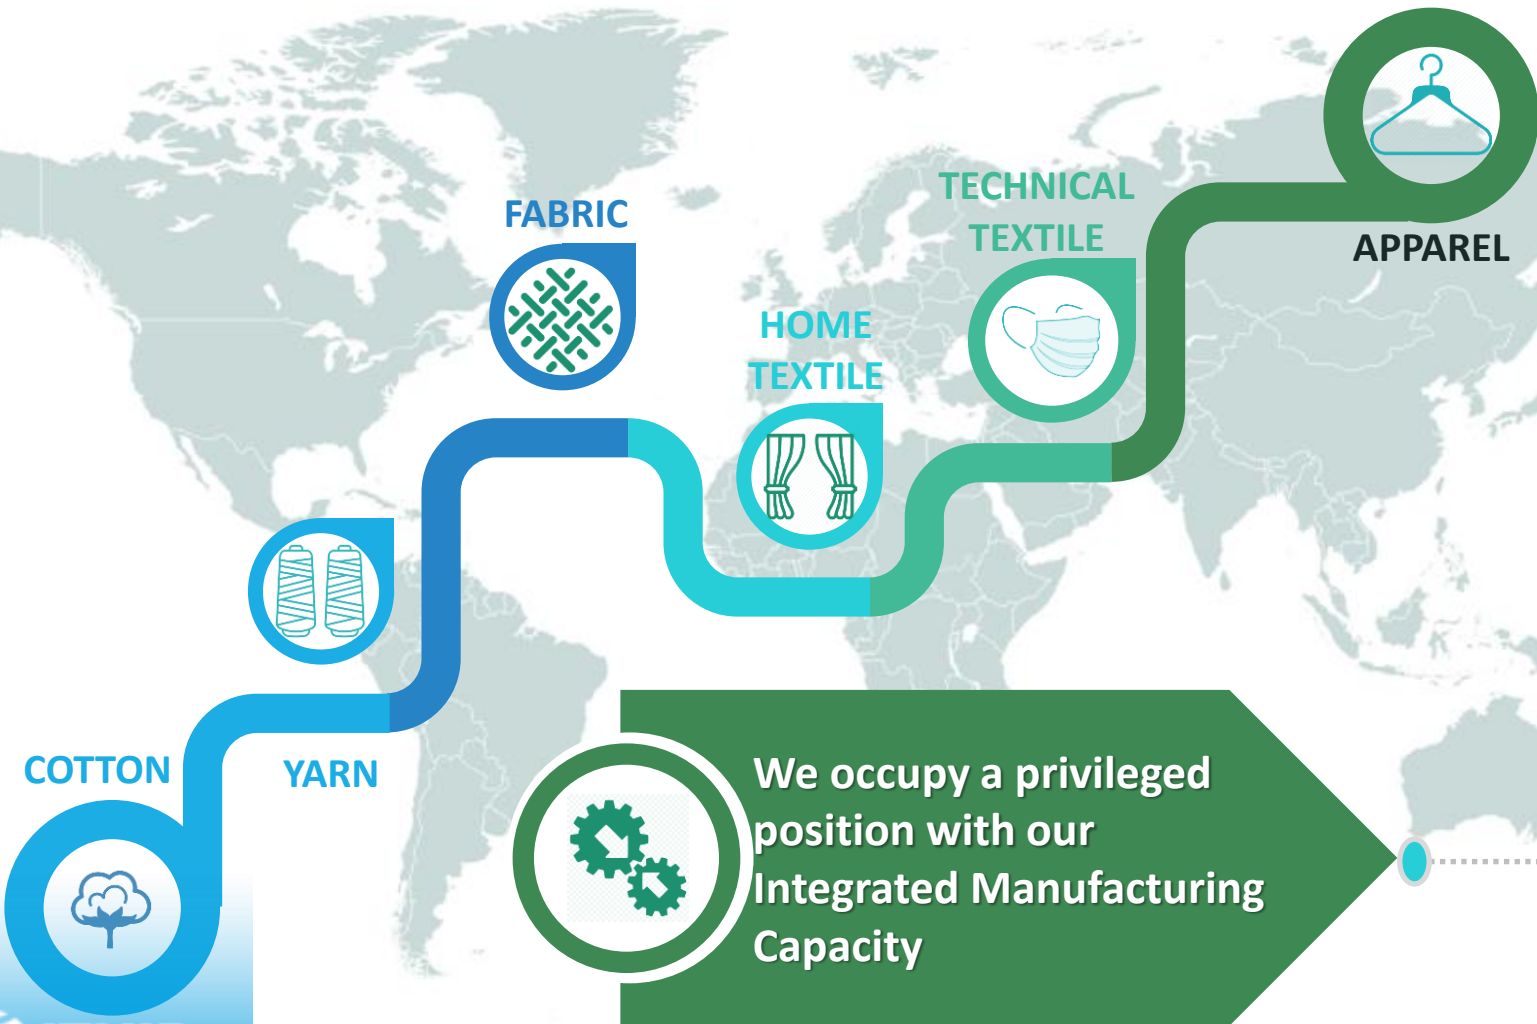 FABRIC
TECHNICAL
TEXTILE
APPAREL
HOME
TEXTILE
COTTON
YARN
We occupy a privileged
position with our
Integrated Manufacturing
Capacity